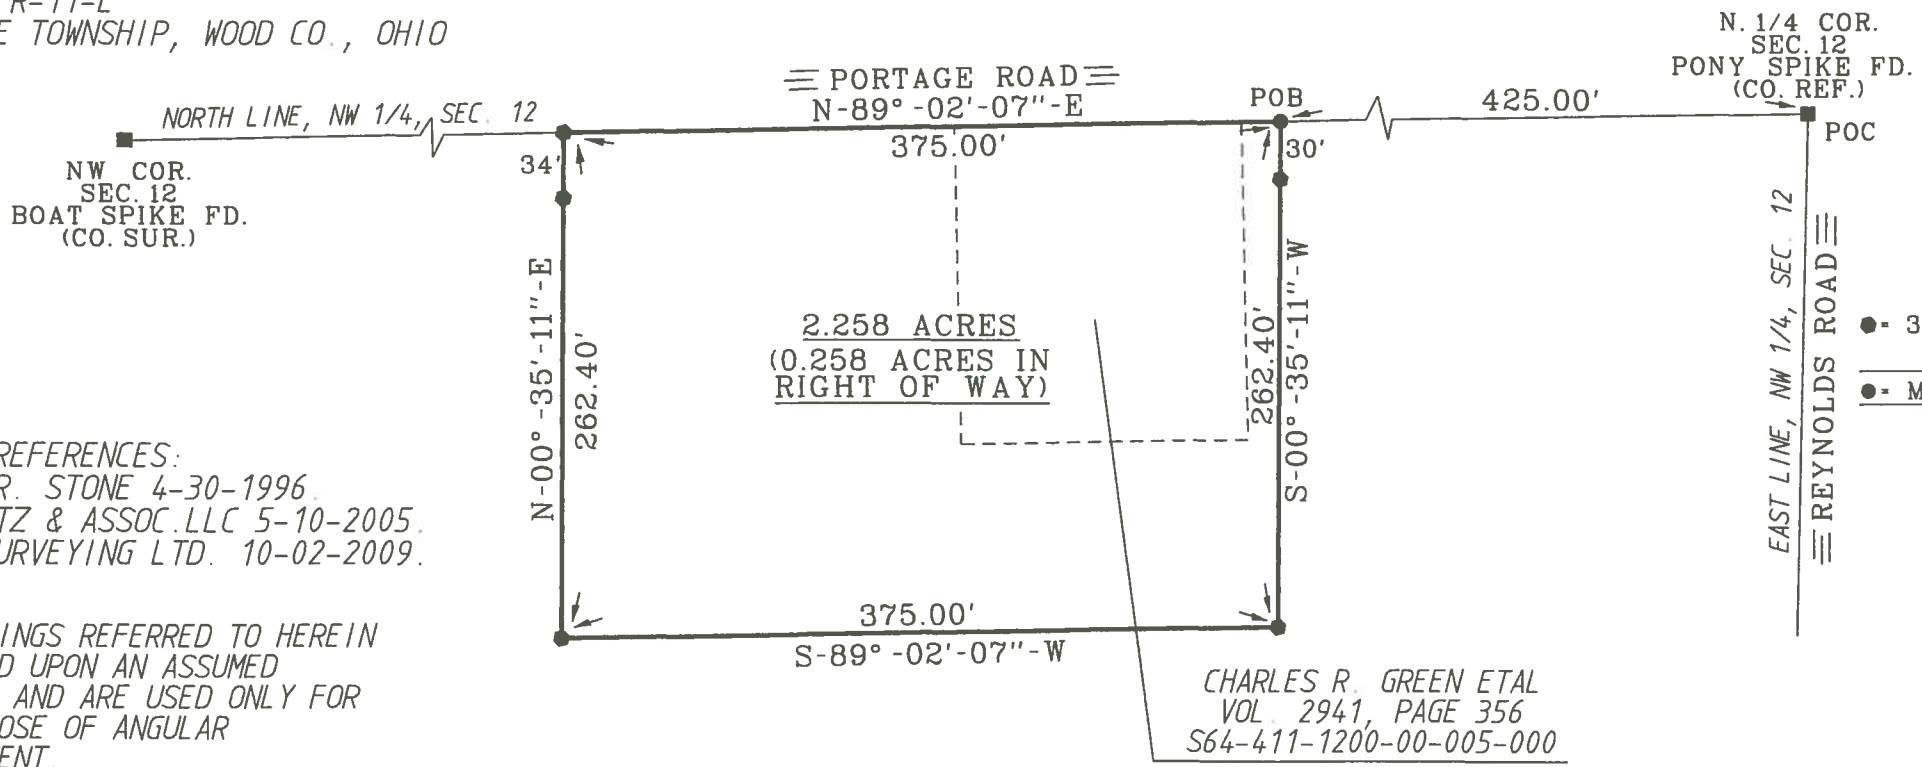 R-11-E
E TOWNSHIP, WOOD CO., OHIO
N. 1/4 COR.
SEC. 12
PONY SPIKE FD.
(CO. REF.)
PORTAGE ROAD
N-89°-02'-07"-E
375.00'
POB
425.00'
POC
NORTH LINE, NW 1/4, SEC. 12
NW COR.
SEC. 12
BOAT SPIKE FD.
(CO. SUR.)
34'
30'
N-00°-35'-11"-E
262.40'
2.258 ACRES
(0.258 ACRES IN
RIGHT OF WAY)
262.40'
S-00°-35'-11"-W
EAST LINE, NW 1/4, SEC. 12
REYNOLDS ROAD
= 3
= M
REFERENCES:
R. STONE 4-30-1996.
TZ & ASSOC.LLC 5-10-2005.
URVEYING LTD. 10-02-2009.
375.00'
S-89°-02'-07"-W
INGS REFERRED TO HEREIN
D UPON AN ASSUMED
AND ARE USED ONLY FOR
OSE OF ANGULAR
ENT.
CHARLES R. GREEN ETAL
VOL. 2941, PAGE 356
S64-411-1200-00-005-000